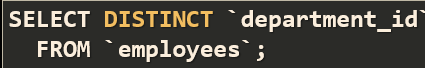 SELECT DISTINCT `department_id`
FROM `employees`;